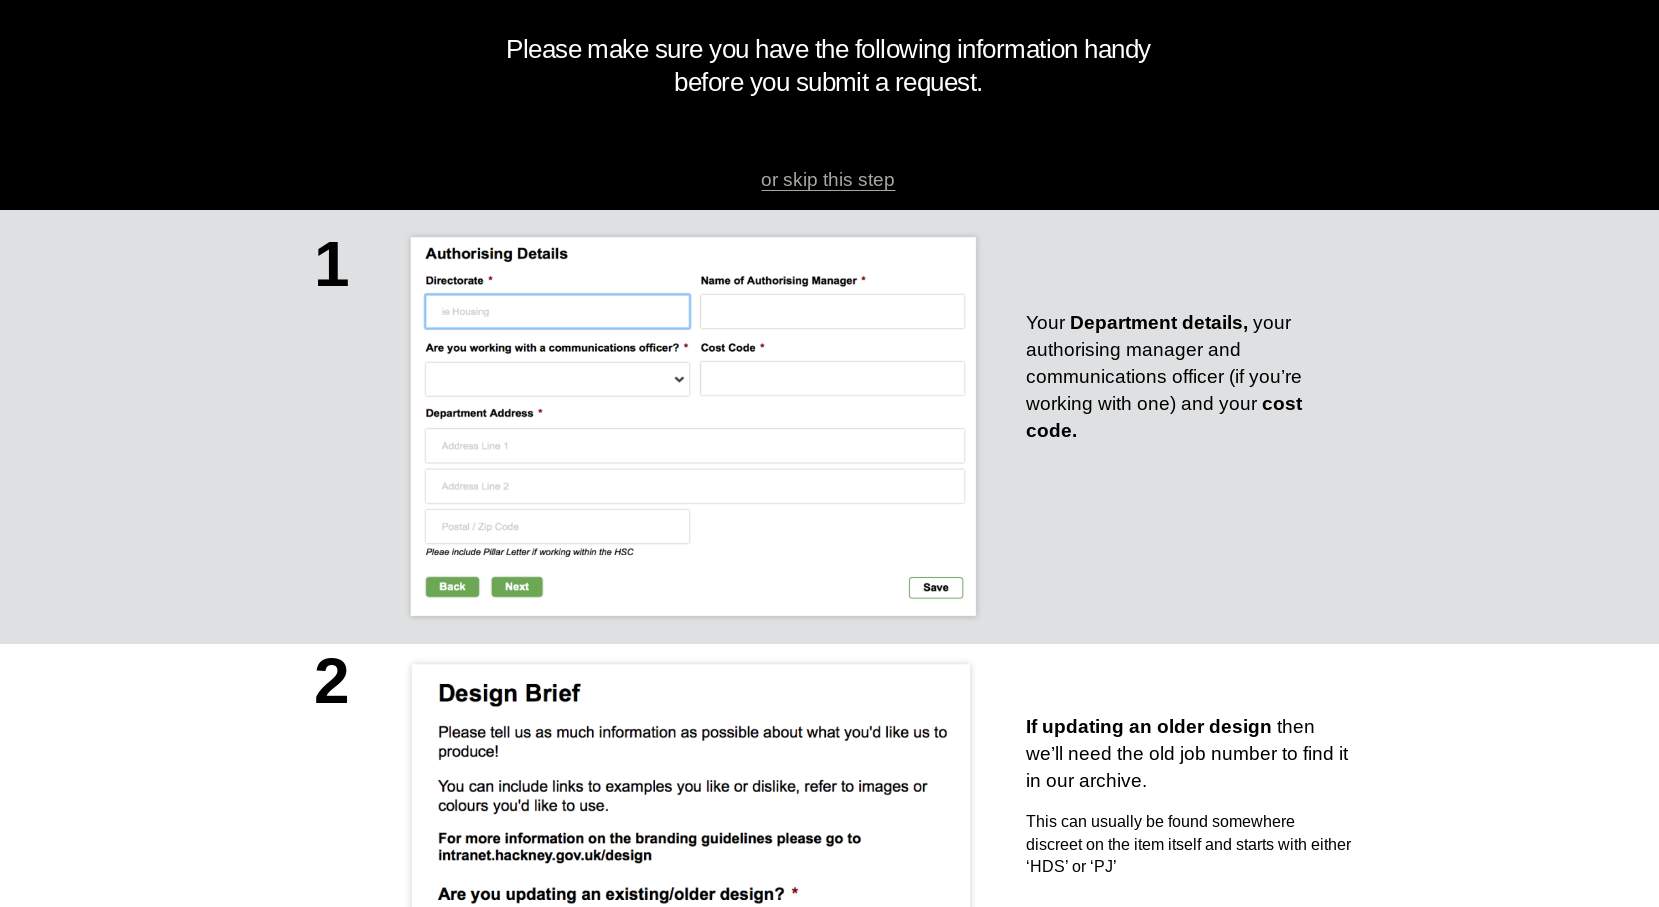 Please make sure you have the following information handy
before you submit a request.
or skip this step
1
Authorising Details
Directorate *
Name of Authorising Manager *
ie Housing
Are you working with a communications officer? *
Cost Code *
Department Address *
Address Line 1
Address Line 2
Postal / Zip Code
Pleae include Pillar Letter if working within the HSC
Back
Next
Save
Your Department details, your
authorising manager and
communications officer (if you’re
working with one) and your cost
code.
2
Design Brief
Please tell us as much information as possible about what you'd like us to
produce!
You can include links to examples you like or dislike, refer to images or
colours you'd like to use.
For more information on the branding guidelines please go to
intranet.hackney.gov.uk/design
Are you updating an existing/older design? *
If updating an older design then
we’ll need the old job number to find it
in our archive.
This can usually be found somewhere
discreet on the item itself and starts with either
‘HDS’ or ‘PJ’